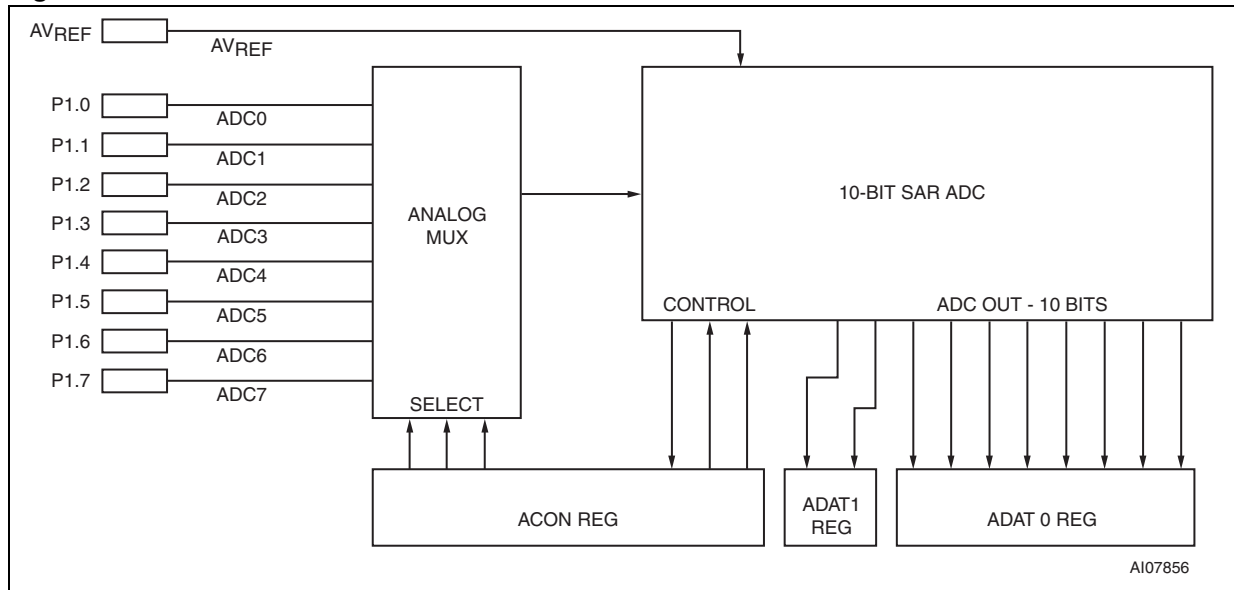 AVREF
AVREF
P1.0
ADC0
P1.1
ADC1
P1.2
ADC2
P1.3
ADC3
P1.4
ADC4
P1.5
ADC5
P1.6
ADC6
P1.7
ADC7
ANALOG
MUX
SELECT
10-BIT SAR ADC
CONTROL
ADC OUT - 10 BITS
ACON REG
ADAT1
REG
ADAT 0 REG
AI07856